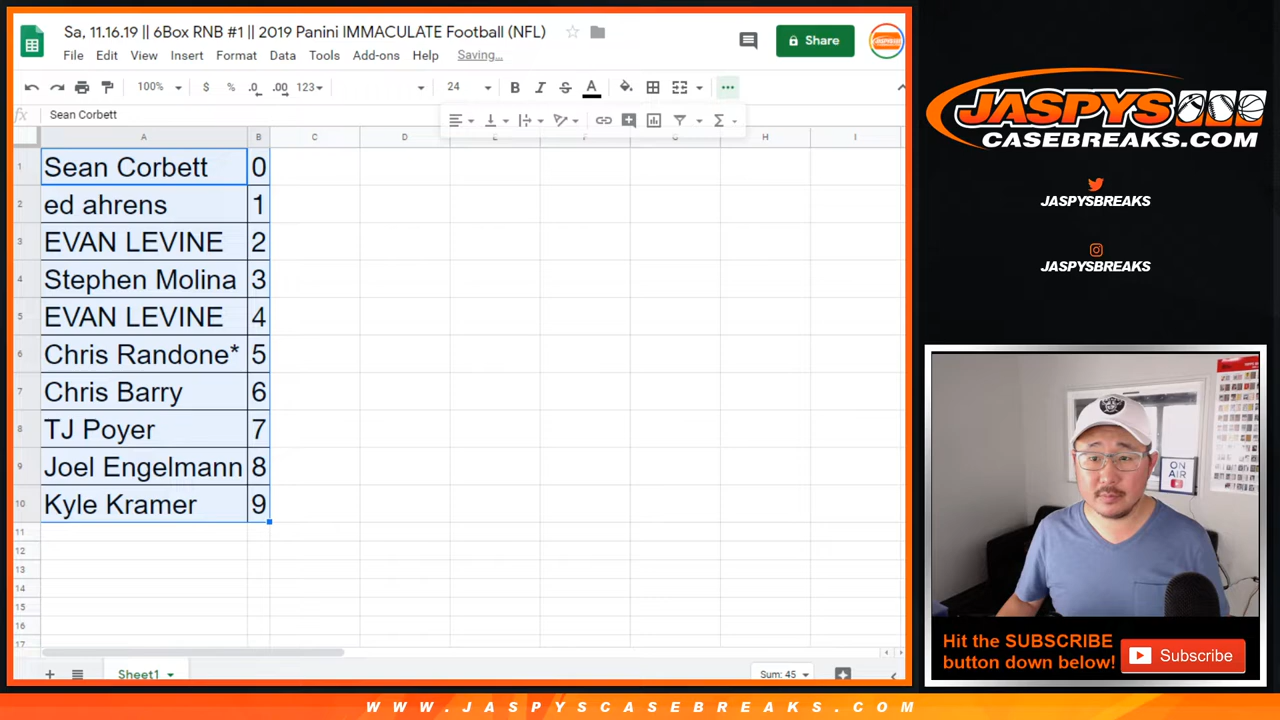 Sa, 11.16.19 || 6Box RNB #1 || 2019 Panini IMMACULATE Football (NFL)
File Edit View Insert Format Data Tools Add-ons Help Saving...
Share
100% $ % .0 .00 123 24 B I S A
fx Sean Corbett
A B C D E F G H I
1 Sean Corbett 0
2 ed ahrens 1
3 EVAN LEVINE 2
4 Stephen Molina 3
5 EVAN LEVINE 4
6 Chris Randone* 5
7 Chris Barry 6
8 TJ Poyer 7
9 Joel Engelmann 8
10 Kyle Kramer 9
11
12
13
14
15
16
17
Sheet1
Sum: 45
JASPYS
CASEBREAKS.COM
JASPYSBREAKS
JASPYSBREAKS
ON
AIR
Hit the SUBSCRIBE
button down below!
Subscribe
WWW.JASPYSCASEBREAKS.COM